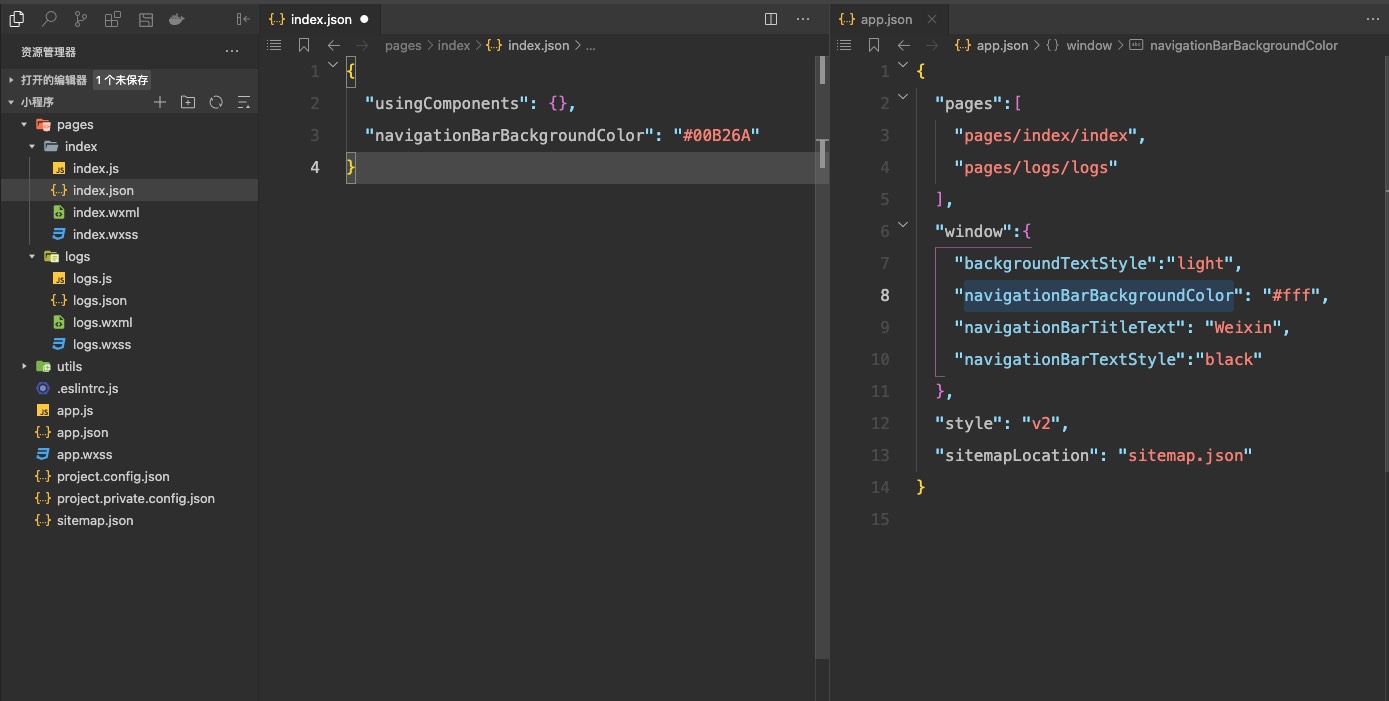 资源管理器
打开的编辑器 1 个未保存
小程序
pages
index
index.js
index.json
index.wxml
index.wxss
logs
logs.js
logs.json
logs.wxml
logs.wxss
utils
.eslintrc.js
app.js
app.json
app.wxss
project.config.json
project.private.config.json
sitemap.json
{..} index.json
pages > index > {..} index.json > ...
1 {
2 "usingComponents": {},
3 "navigationBarBackgroundColor": "#00B26A"
4 }
{..} app.json
{..} app.json > {} window > navigationBarBackgroundColor
1 {
2 "pages":[
3 "pages/index/index",
4 "pages/logs/logs"
5 ],
6 "window":{
7 "backgroundTextStyle":"light",
8 "navigationBarBackgroundColor": "#fff",
9 "navigationBarTitleText": "Weixin",
10 "navigationBarTextStyle":"black"
11 },
12 "style": "v2",
13 "sitemapLocation": "sitemap.json"
14 }
15